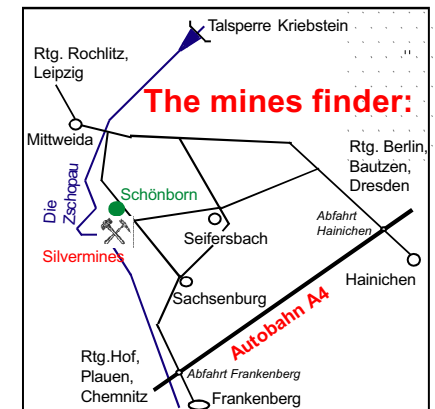 Talsperre Kriebstein
Rtg. Rochlitz,
Leipzig
The mines finder:
Mittweida
Rtg. Berlin,
Bautzen,
Dresden
Die
Zschopau
Schönborn
Abfahrt
Hainichen
Seifersbach
Silvermines
Hainichen
Sachsenburg
Autobahn A4
Rtg.Hof,
Plauen,
Chemnitz
Abfahrt Frankenberg
Frankenberg